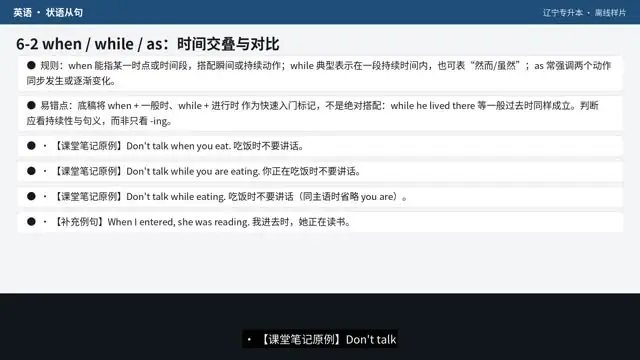 英语 · 状语从句
辽宁专升本 · 离线样片
6-2 when / while / as：时间交叠与对比
● 规则：when 能指某一时点或时间段，搭配瞬间或持续动作；while 典型表示在一段持续时间内，也可表“然而/虽然”；as 常强调两个动作
同步发生或逐渐变化。
● 易错点：底稿将 when + 一般时、while + 进行时 作为快速入门标记，不是绝对搭配：while he lived there 等一般过去时同样成立。判断
应看持续性与句义，而非只看 -ing。
● · 【课堂笔记原例】Don't talk when you eat. 吃饭时不要讲话。
● · 【课堂笔记原例】Don't talk while you are eating. 你正在吃饭时不要讲话。
● · 【课堂笔记原例】Don't talk while eating. 吃饭时不要讲话（同主语时省略 you are）。
● · 【补充例句】When I entered, she was reading. 我进去时，她正在读书。
· 【课堂笔记原例】Don't talk